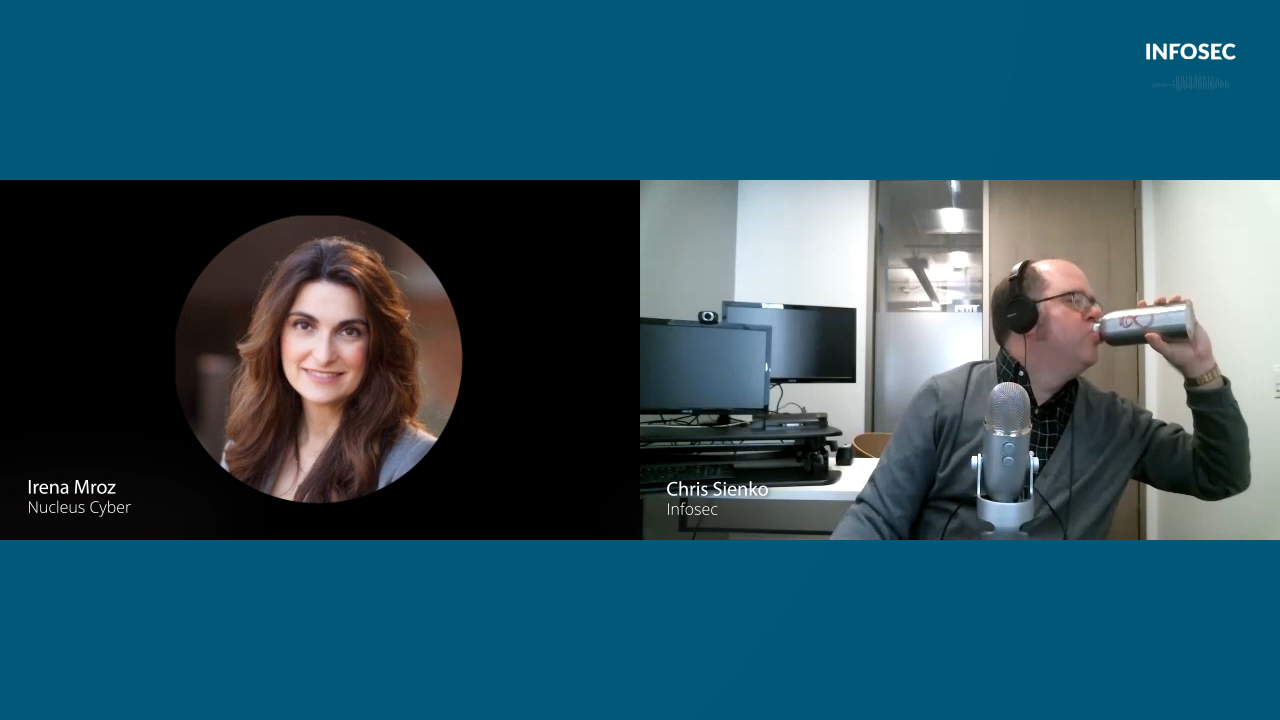 INFOSEC
Irena Mroz
Nucleus Cyber
Chris Sienko
Infosec